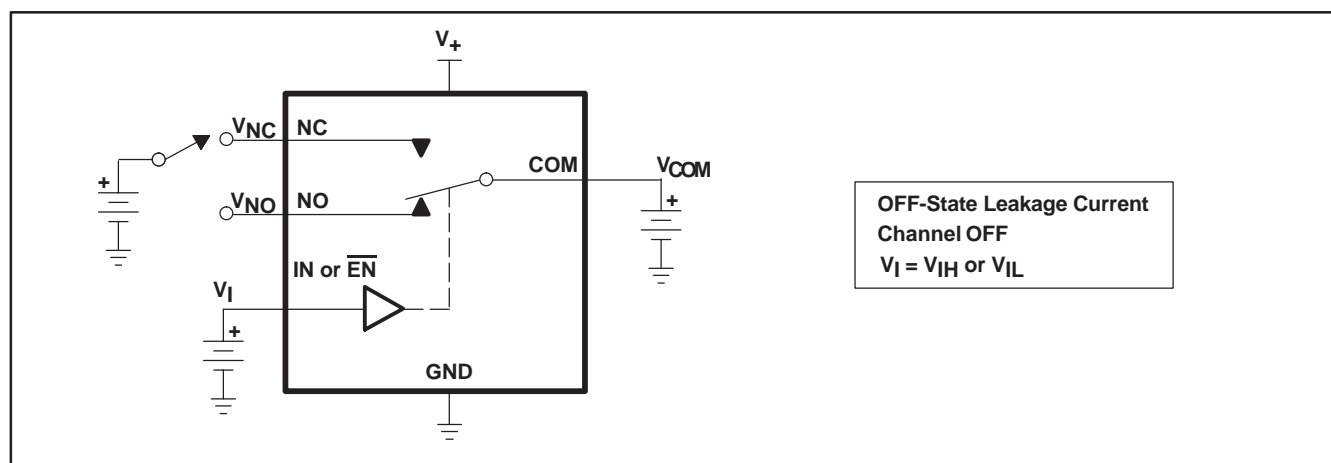 V+
VNC NC
COM VCOM
+
VNO NO
+
OFF-State Leakage Current
Channel OFF
VI = VIH or VIL
IN or E̅N̅
VI
+
GND